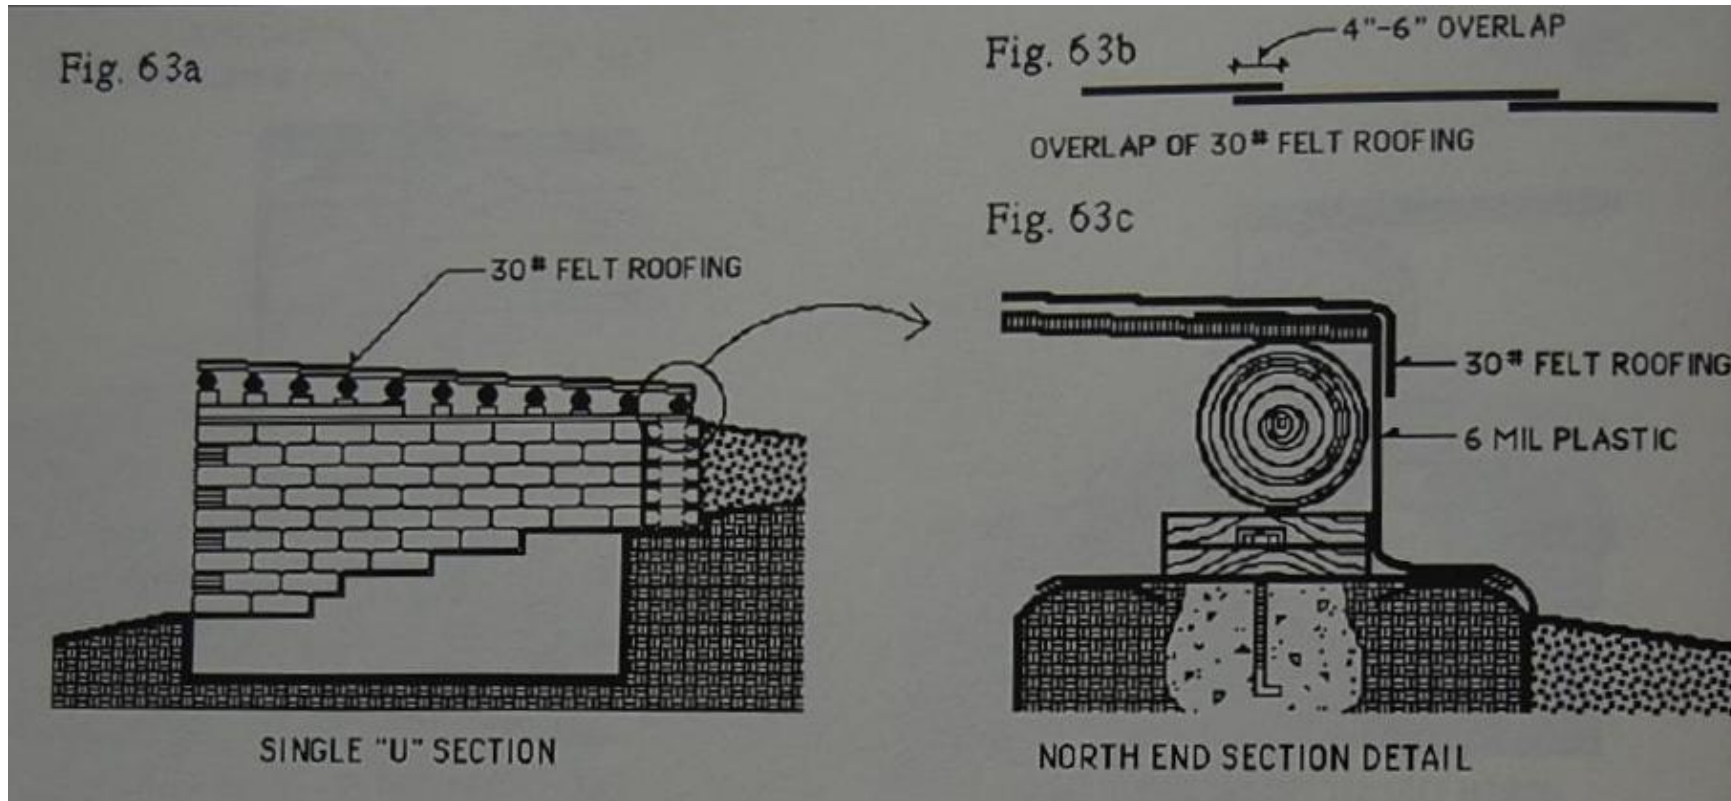 Fig. 63a
30# FELT ROOFING
SINGLE "U" SECTION
Fig. 63b
4"-6" OVERLAP
OVERLAP OF 30# FELT ROOFING
Fig. 63c
30# FELT ROOFING
6 MIL PLASTIC
NORTH END SECTION DETAIL